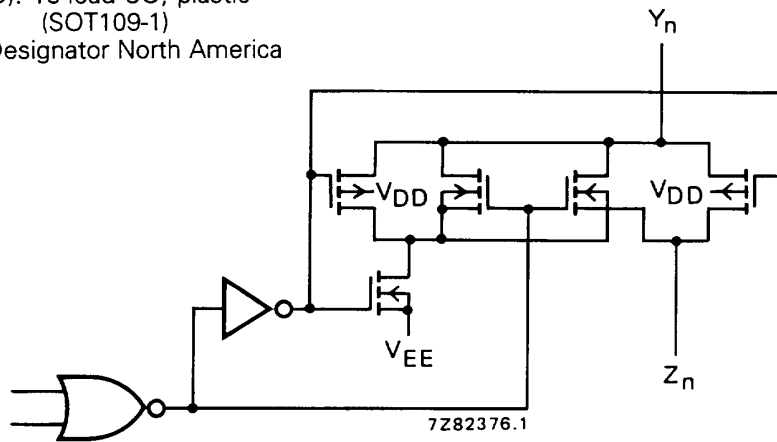 (SOT109-1)
Designator North America
Yn
VDD
VDD
VEE
Zn
7Z82376.1